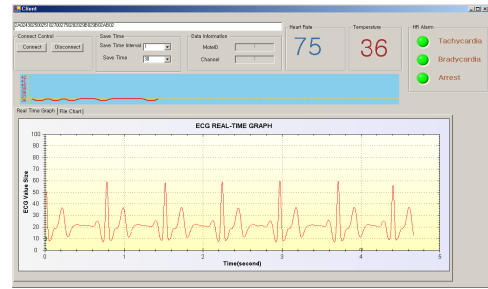 Client
Connect Control
Connect
Disconnect
Save Time
Save Time Interval
1
Save Time
30
Data Information
MoteID
Channel
Heart Rate
75
Temperature
36
HR Alarm
Tachycardia
Bradycardia
Arrest
Real Time Graph
File Chart
ECG REAL-TIME GRAPH
ECG Value Size
100
90
80
70
60
50
40
30
20
10
0
0
1
2
3
4
5
Time(second)